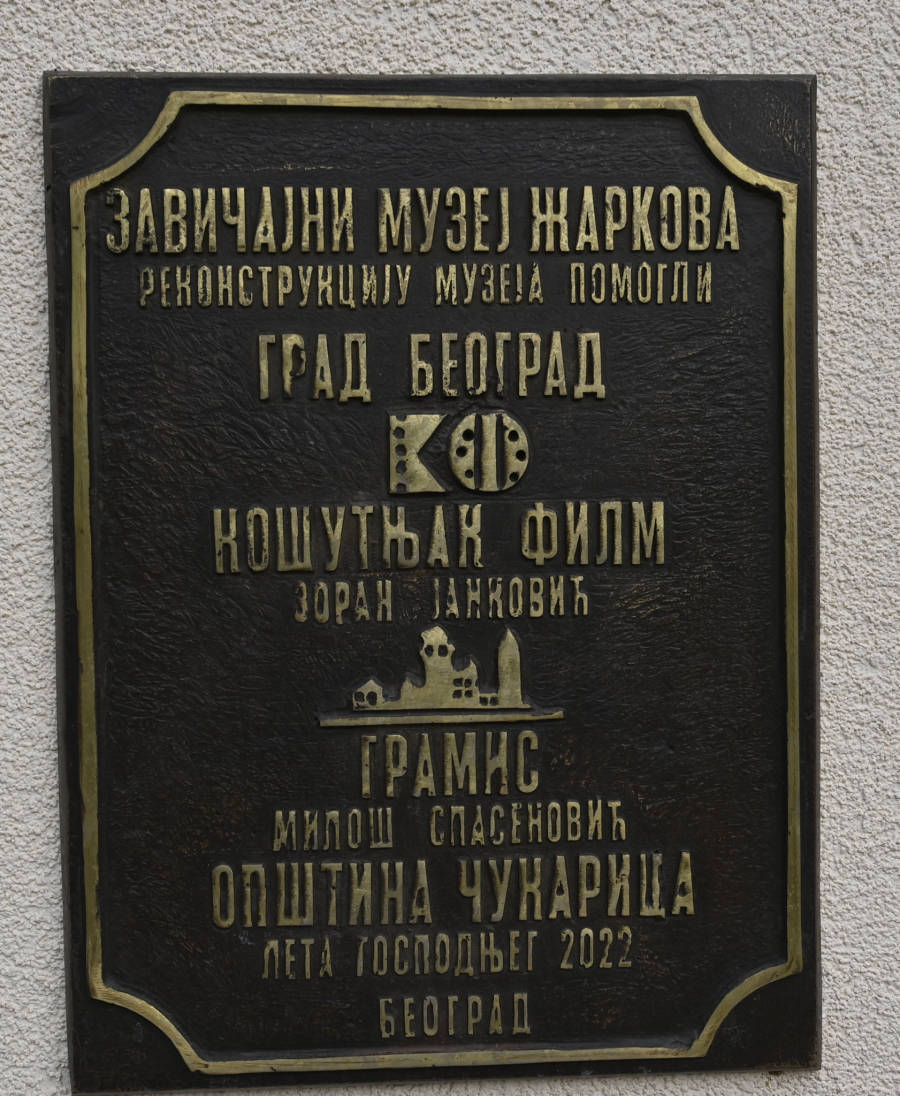 ЗАВИЧАЈНИ МУЗЕЈ ЖАРКОВА
РЕКОНСТРУКЦИЈУ МУЗЕЈА ПОМОГЛИ
ГРАД БЕОГРАД
КФ
КОШУТЊАК ФИЛМ
ЗОРАН ЈАНКОВИЋ
ГРАМИС
МИЛОШ СПАСЕНОВИЋ
ОПШТИНА ЧУКАРИЦА
ЛЕТА ГОСПОДЊЕГ 2022
БЕОГРАД